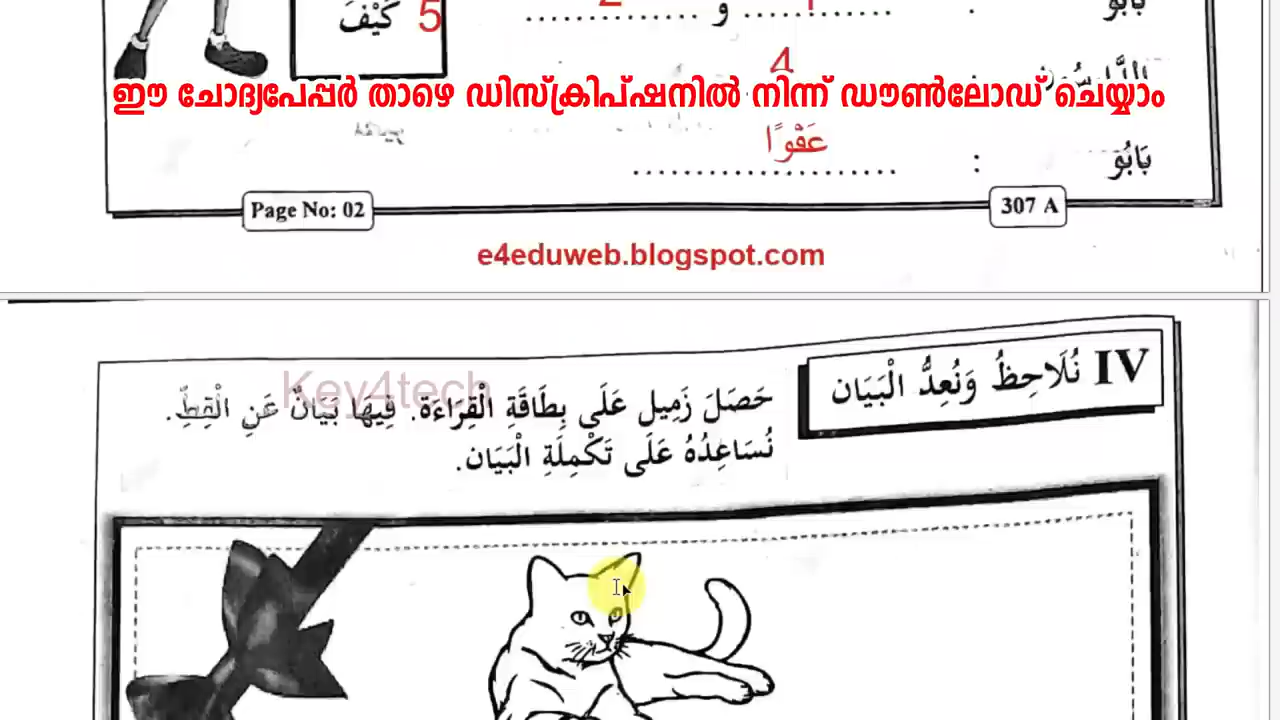 5 كَيْفَ
بَابُو : .................... و ................
4
ഈ ചോദ്യപേപ്പർ താഴെ ഡിസ്ക്രിപ്ഷനിൽ നിന്ന് ഡൗൺലോഡ് ചെയ്യാം
بَابُو : عَفْوًا ......................
Page No: 02
307 A
e4eduweb.blogspot.com
IV نُلَاحِظُ وَنُعِدُّ الْبَيَان
Key4tech
حَصَلَ زَمِيل عَلَى بِطَاقَةِ الْقِرَاءَة. فِيهَا بَيَانٌ عَنِ الْقِطِّ.
نُسَاعِدُهُ عَلَى تَكْمِلَةِ الْبَيَان.